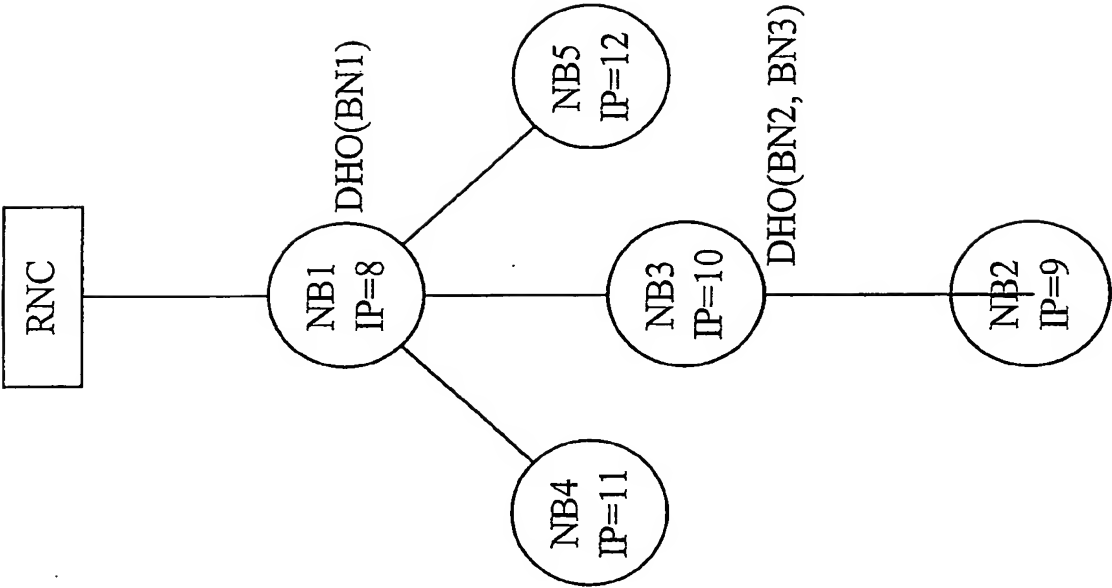 RNC
NB1
IP=8
DHO(BN1)
NB4
IP=11
NB3
IP=10
NB5
IP=12
DHO(BN2, BN3)
NB2
IP=9